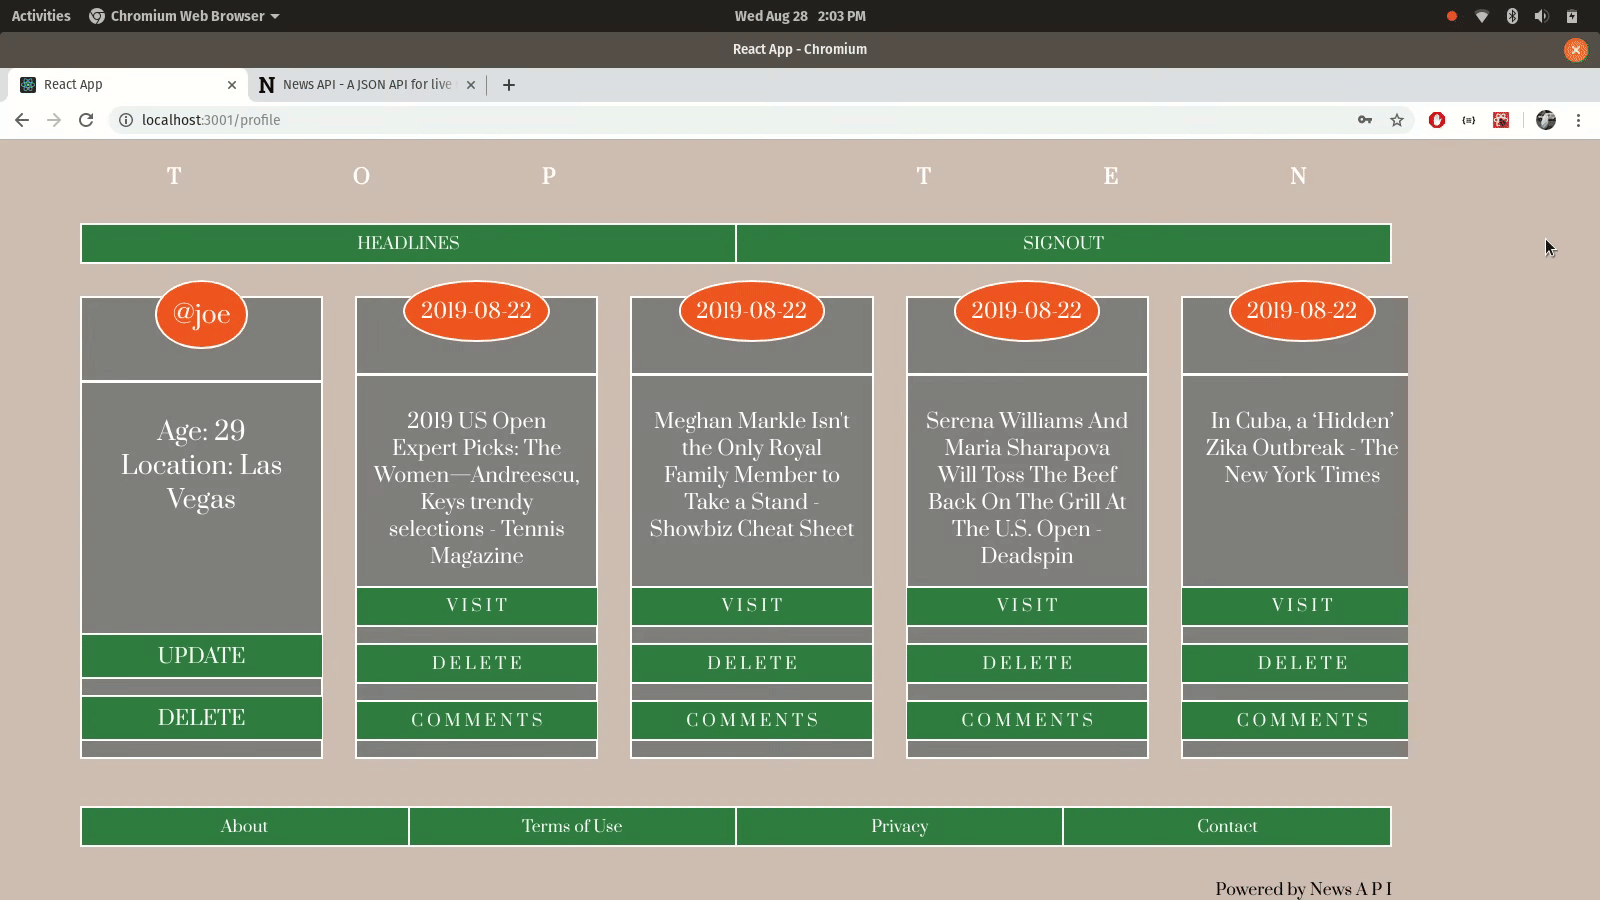 Activities Chromium Web Browser Wed Aug 28 2:03 PM
React App - Chromium
React App News API - A JSON API for live
localhost:3001/profile
T O P T E N
HEADLINES SIGNOUT
@joe
Age: 29
Location: Las
Vegas
UPDATE
DELETE
2019-08-22
2019 US Open
Expert Picks: The
Women—Andreescu,
Keys trendy
selections - Tennis
Magazine
VISIT
DELETE
COMMENTS
2019-08-22
Meghan Markle Isn't
the Only Royal
Family Member to
Take a Stand -
Showbiz Cheat Sheet
VISIT
DELETE
COMMENTS
2019-08-22
Serena Williams And
Maria Sharapova
Will Toss The Beef
Back On The Grill At
The U.S. Open -
Deadspin
VISIT
DELETE
COMMENTS
2019-08-22
In Cuba, a ‘Hidden’
Zika Outbreak - The
New York Times
VISIT
DELETE
COMMENTS
About Terms of Use Privacy Contact
Powered by News A P I